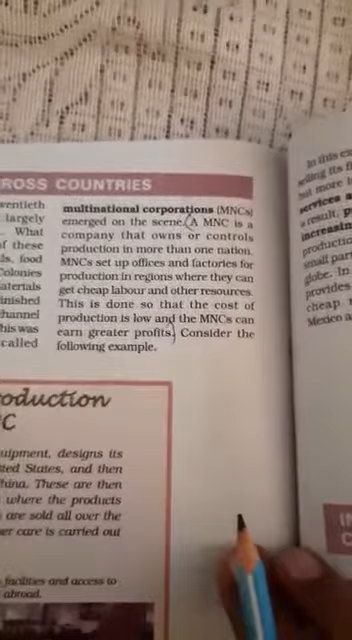 ROSS COUNTRIES
wentieth
largely
. What
of these
ls, food
Colonies
aterials
inished
channel
his was
called
multinational corporations (MNCs)
emerged on the scene. A MNC is a
company that owns or controls
production in more than one nation.
MNCs set up offices and factories for
production in regions where they can
get cheap labour and other resources.
This is done so that the cost of
production is low and the MNCs can
earn greater profits. Consider the
following example.
oduction
C
uipment, designs its
ted States, and then
hina. These are then
where the products
are sold all over the
er care is carried out
facilities and access to
abroad.
In this ex
selling its fi
but more i
services a
a result, p
increasin
productio
small part
globe. In
provides
cheap
Mexico a